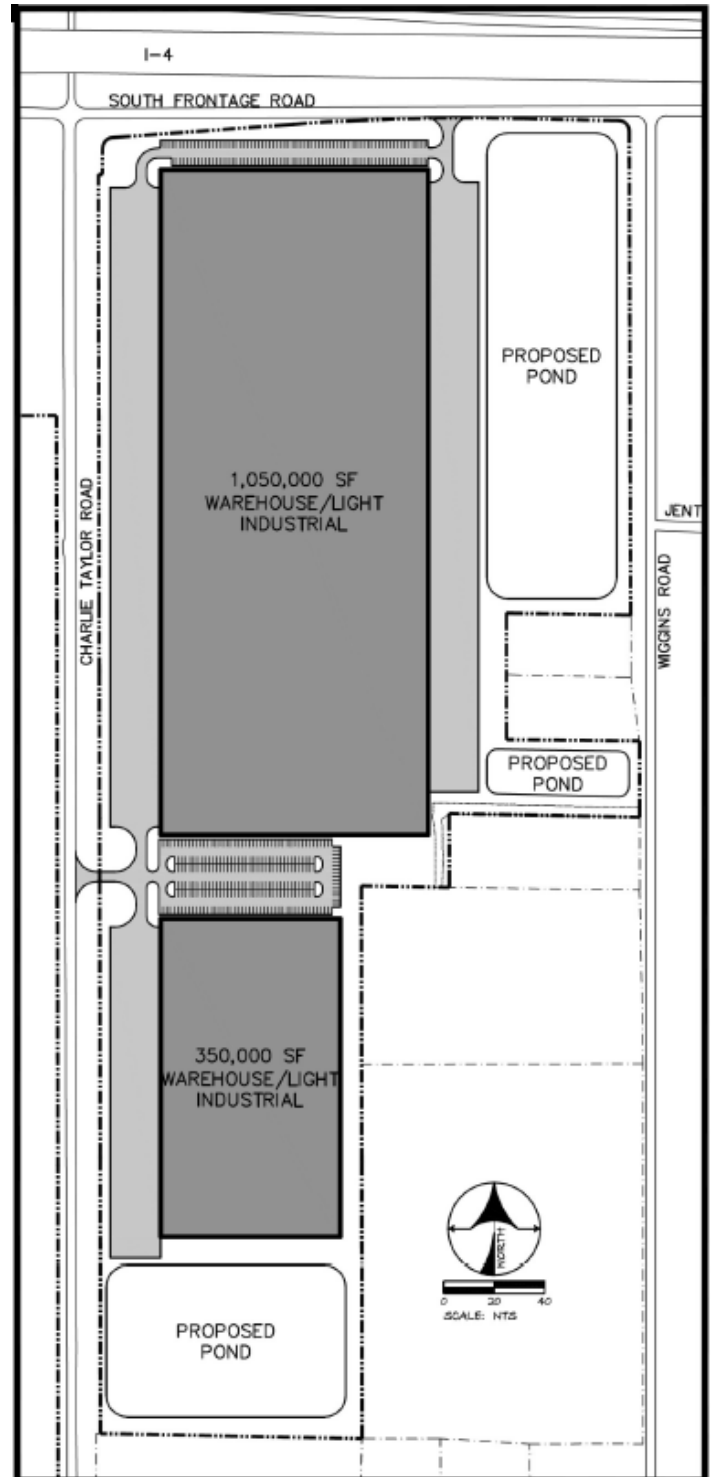 I-4
SOUTH FRONTAGE ROAD
PROPOSED
POND
1,050,000 SF
WAREHOUSE/LIGHT
INDUSTRIAL
CHARLIE TAYLOR ROAD
JENT
WIGGINS ROAD
PROPOSED
POND
350,000 SF
WAREHOUSE/LIGHT
INDUSTRIAL
NORTH
0 20 40
SCALE: NTS
PROPOSED
POND